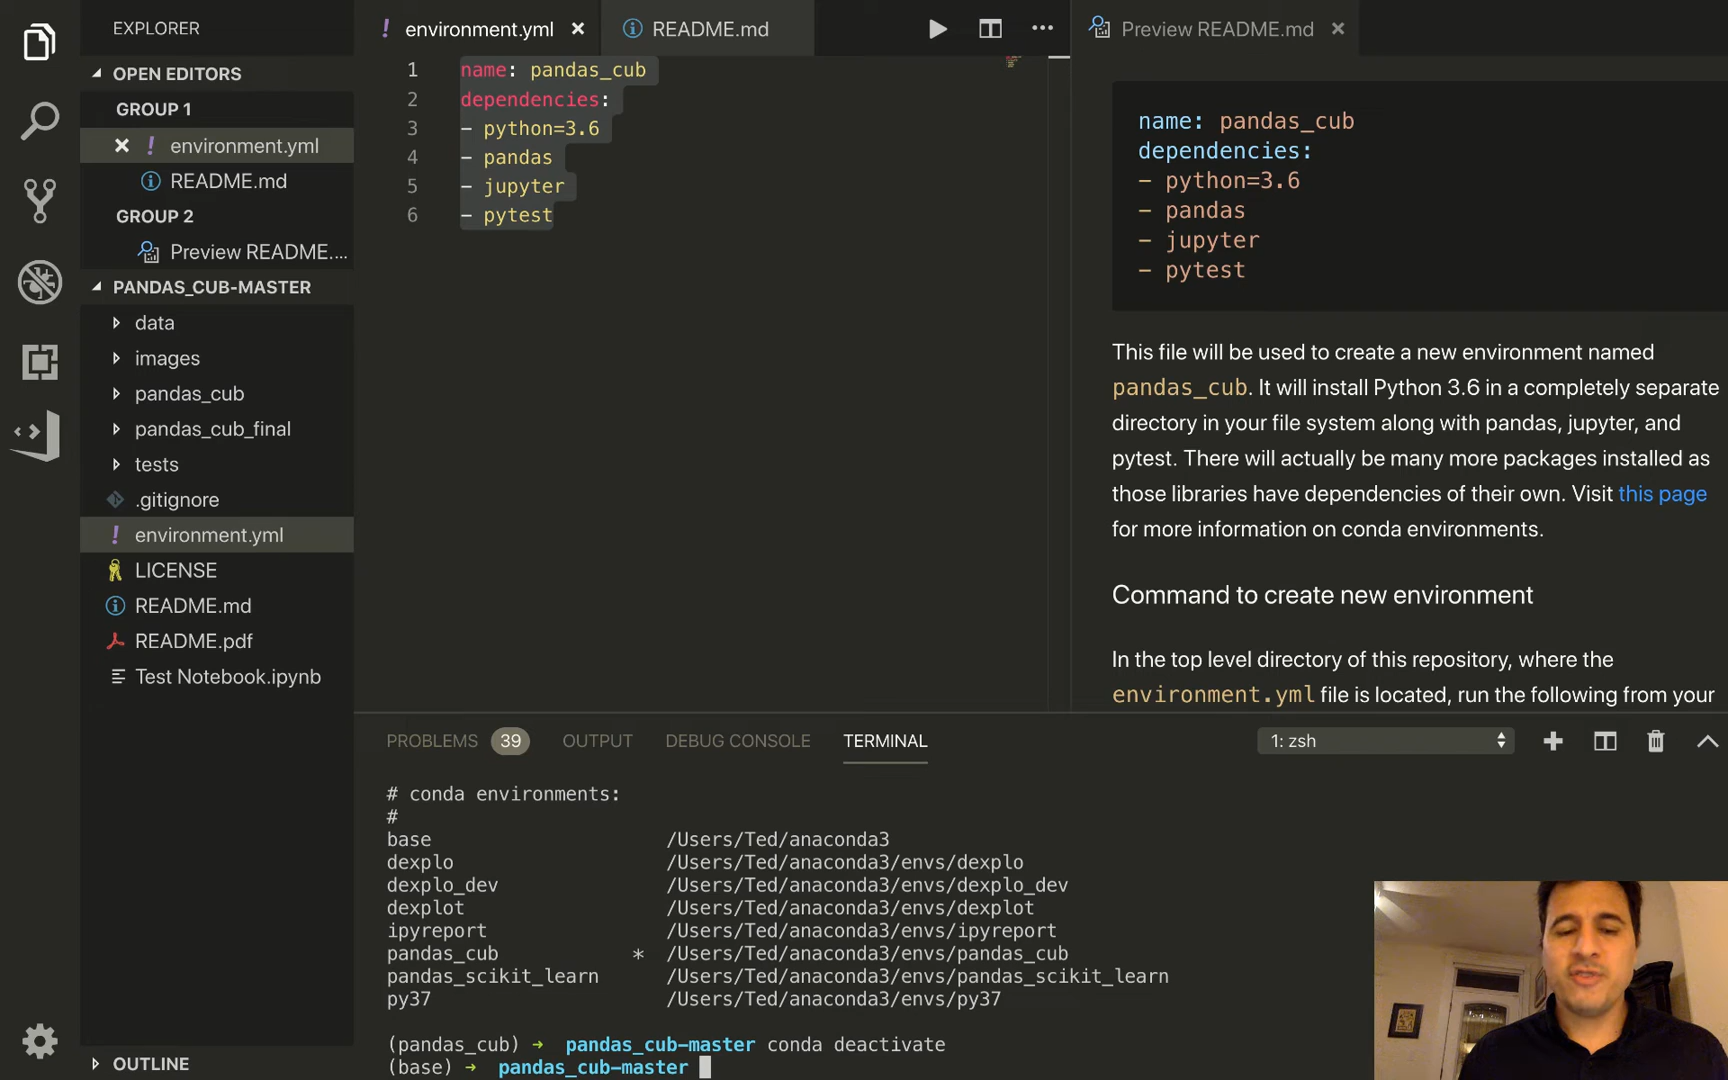 EXPLORER
OPEN EDITORS
GROUP 1
environment.yml
README.md
GROUP 2
Preview README....
PANDAS_CUB-MASTER
data
images
pandas_cub
pandas_cub_final
tests
.gitignore
environment.yml
LICENSE
README.md
README.pdf
Test Notebook.ipynb
OUTLINE
environment.yml
README.md
1 name: pandas_cub
2 dependencies:
3 - python=3.6
4 - pandas
5 - jupyter
6 - pytest
Preview README.md
name: pandas_cub
dependencies:
- python=3.6
- pandas
- jupyter
- pytest
This file will be used to create a new environment named
pandas_cub. It will install Python 3.6 in a completely separate
directory in your file system along with pandas, jupyter, and
pytest. There will actually be many more packages installed as
those libraries have dependencies of their own. Visit this page
for more information on conda environments.
Command to create new environment
In the top level directory of this repository, where the
environment.yml file is located, run the following from your
PROBLEMS 39 OUTPUT DEBUG CONSOLE TERMINAL 1: zsh
# conda environments:
#
base /Users/Ted/anaconda3
dexplo /Users/Ted/anaconda3/envs/dexplo
dexplo_dev /Users/Ted/anaconda3/envs/dexplo_dev
dexplot /Users/Ted/anaconda3/envs/dexplot
ipyreport /Users/Ted/anaconda3/envs/ipyreport
pandas_cub * /Users/Ted/anaconda3/envs/pandas_cub
pandas_scikit_learn /Users/Ted/anaconda3/envs/pandas_scikit_learn
py37 /Users/Ted/anaconda3/envs/py37
(pandas_cub) → pandas_cub-master conda deactivate
(base) → pandas_cub-master